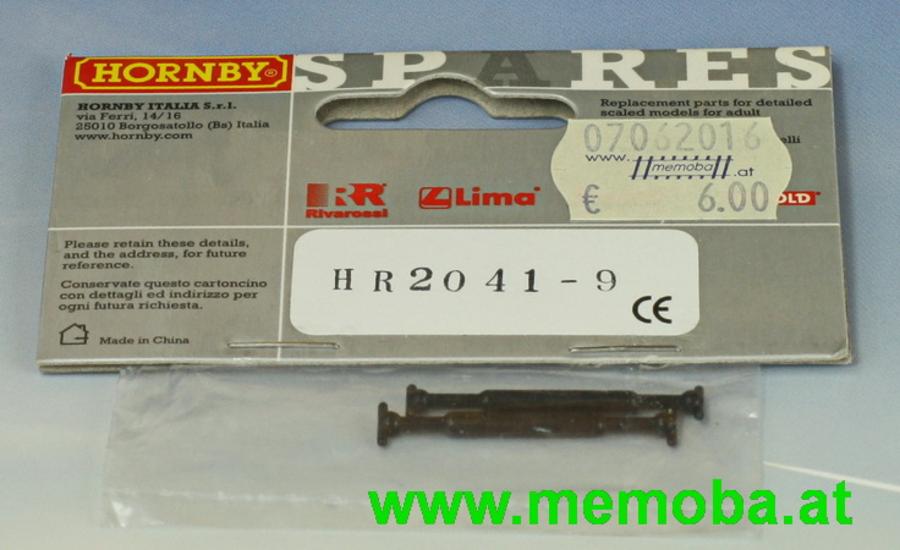 HORNBY®
SPARES
HORNBY ITALIA S.r.l.
via Ferri, 14/16
25010 Borgosatollo (Bs) Italia
www.hornby.com
Replacement parts for detailed
scaled models for adult
07062016
www. memoba .at
€ 6.00
RR
Rivarossi
Lima
OLD
Please retain these details,
and the address, for future
reference.
Conservate questo cartoncino
con dettagli ed indirizzo per
ogni futura richiesta.
Made in China
HR2041-9
CE
www.memoba.at